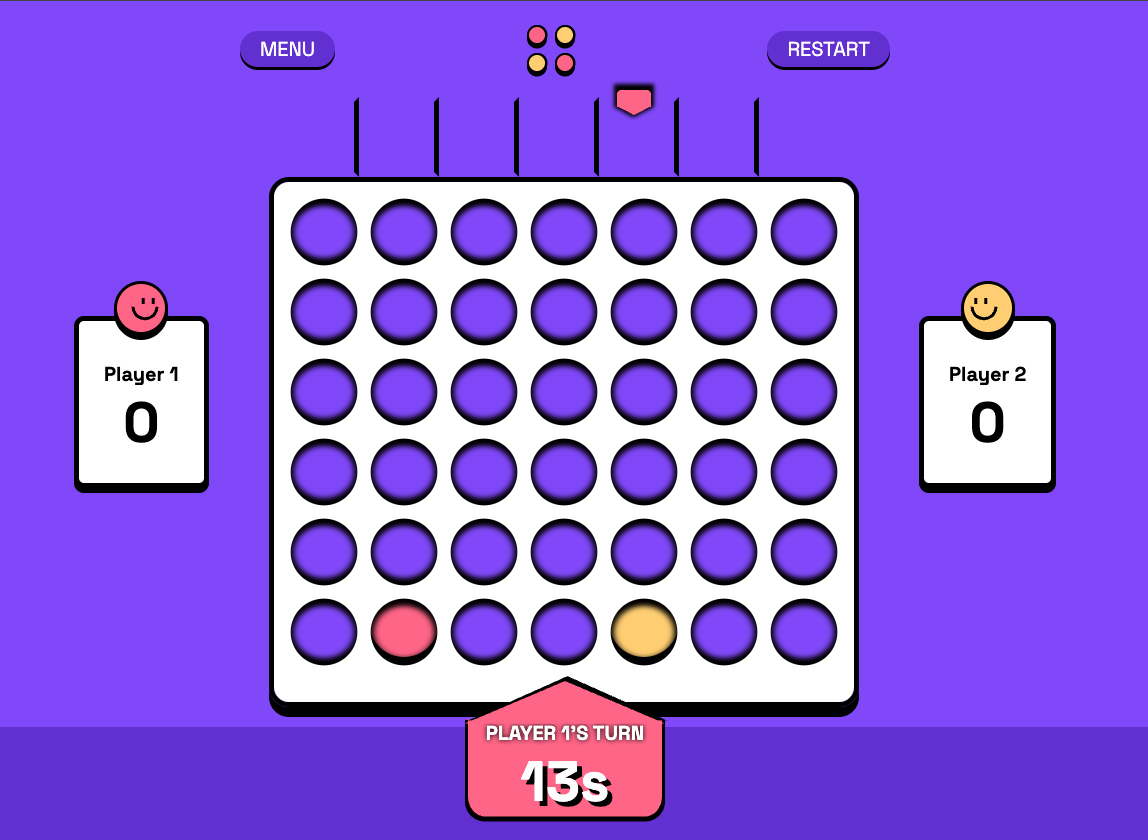 MENU
RESTART
Player 1
0
Player 2
0
PLAYER 1'S TURN
13s